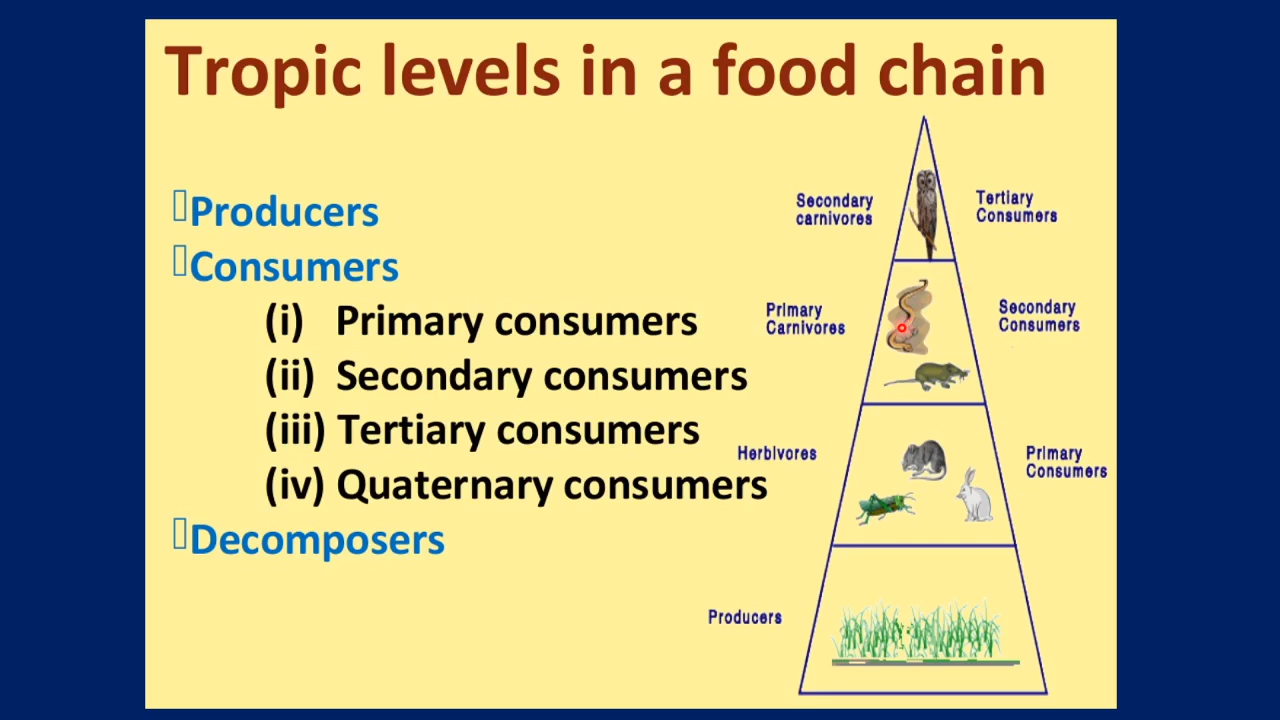 Tropic levels in a food chain
Producers
Consumers
(i) Primary consumers
(ii) Secondary consumers
(iii) Tertiary consumers
(iv) Quaternary consumers
Decomposers
Secondary
carnivores
Tertiary
Consumers
Primary
Carnivores
Secondary
Consumers
Herbivores
Primary
Consumers
Producers